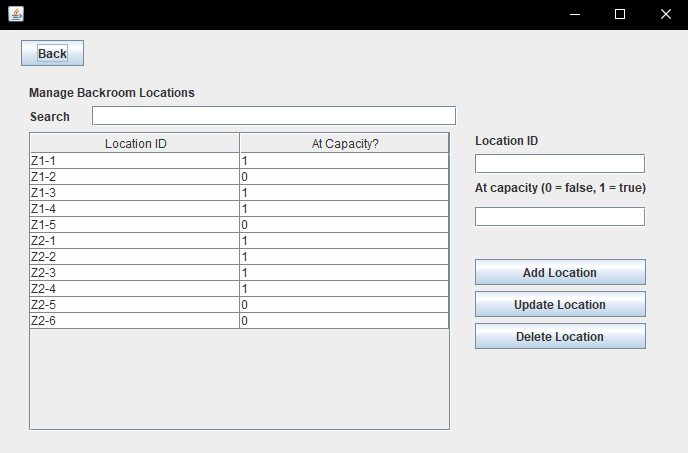 Back
Manage Backroom Locations
Search
Location ID At Capacity?
Z1-1 1
Z1-2 0
Z1-3 1
Z1-4 1
Z1-5 0
Z2-1 1
Z2-2 1
Z2-3 1
Z2-4 1
Z2-5 0
Z2-6 0
Location ID
At capacity (0 = false, 1 = true)
Add Location
Update Location
Delete Location